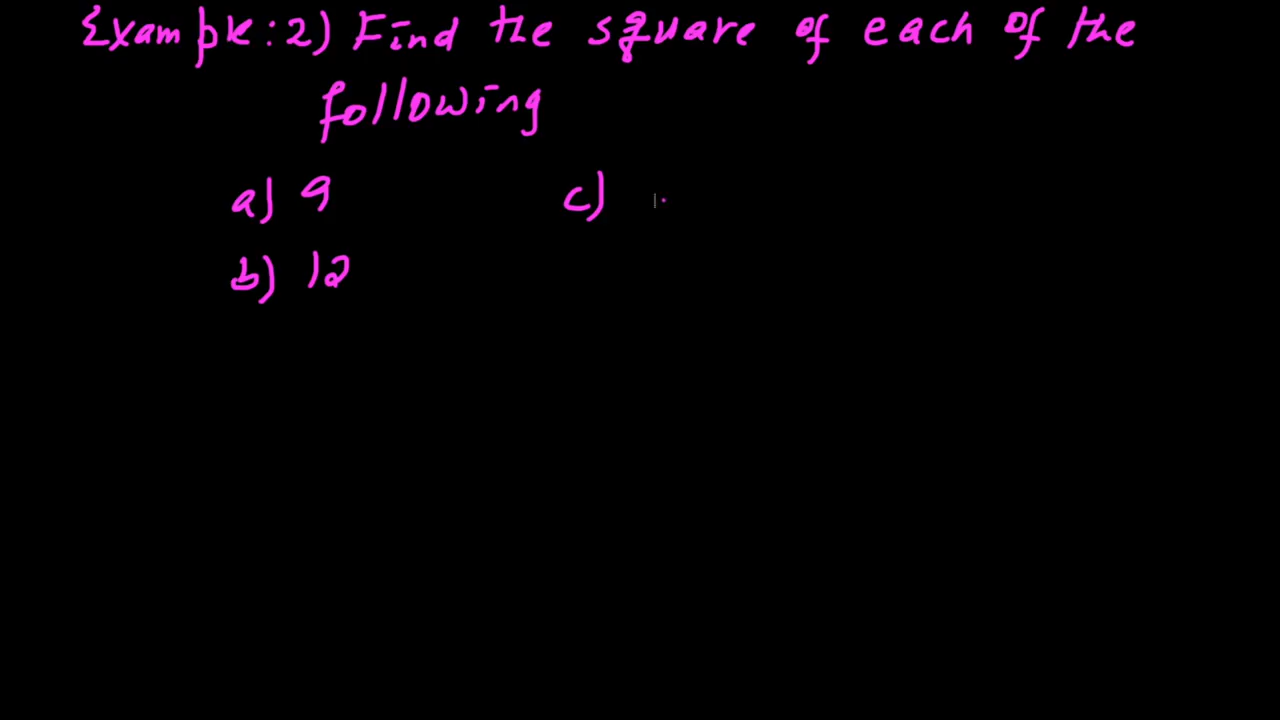 Example: 2) Find the square of each of the
following
a) 9
c)
b) 12